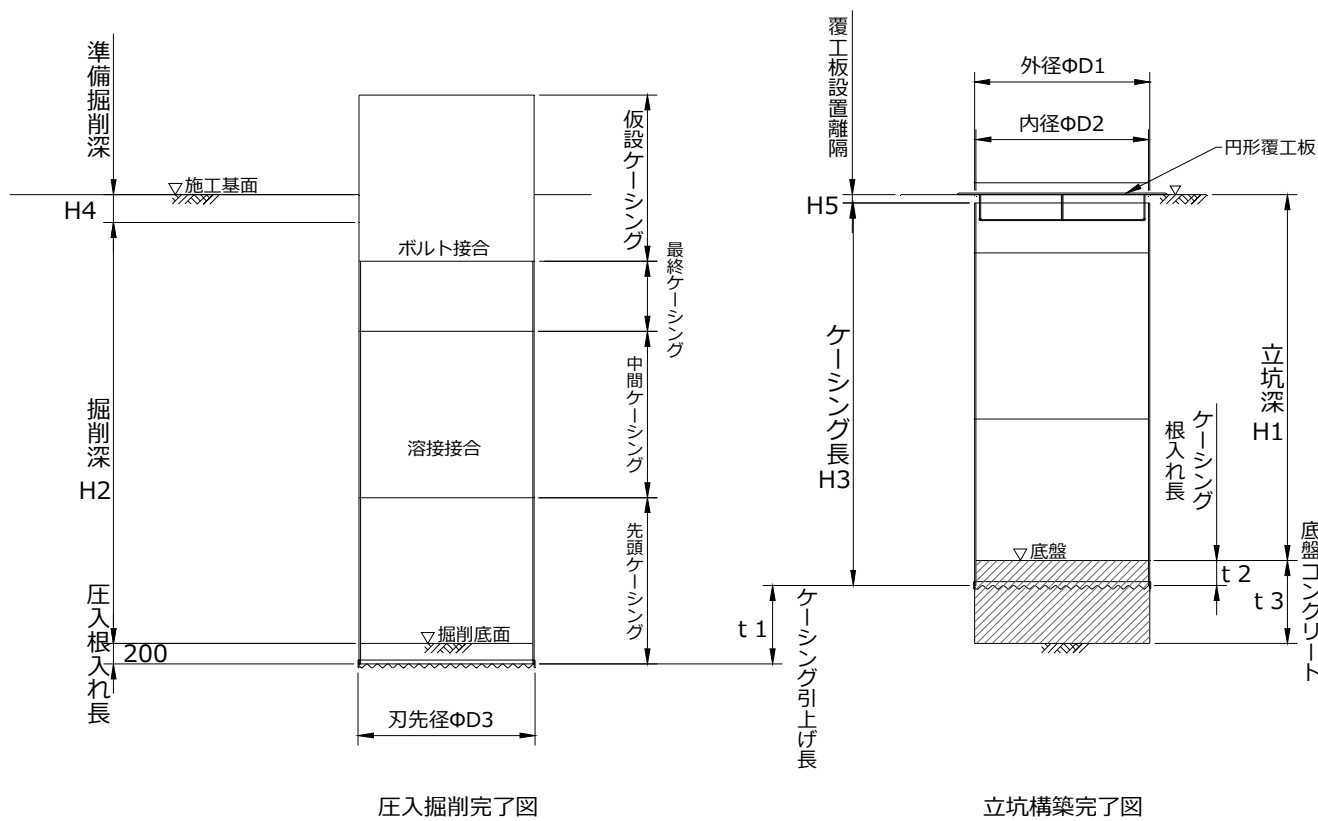 準備掘削深
H4
施工基面
掘削深
H2
圧入根入れ長
200
仮設ケーシング
ボルト接合
最終ケーシング
中間ケーシング
溶接接合
先頭ケーシング
掘削底面
刃先径ΦD3
圧入掘削完了図
覆工板設置離隔
H5
外径ΦD1
内径ΦD2
円形覆工板
ケーシング長
H3
立坑深
H1
ケーシング
根入れ長
底盤
t 2
t 3
底盤コンクリート
t 1
ケーシング引上げ長
立坑構築完了図